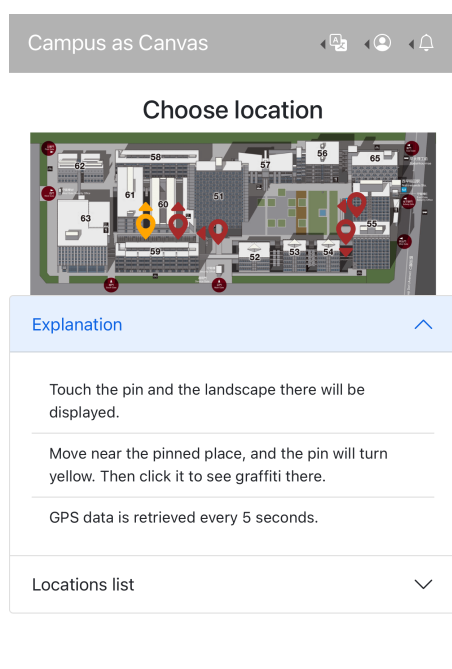 Campus as Canvas
Choose location
62
58
57
56
65
61
60
51
63
59
52
53
54
55
Explanation
Touch the pin and the landscape there will be
displayed.
Move near the pinned place, and the pin will turn
yellow. Then click it to see graffiti there.
GPS data is retrieved every 5 seconds.
Locations list